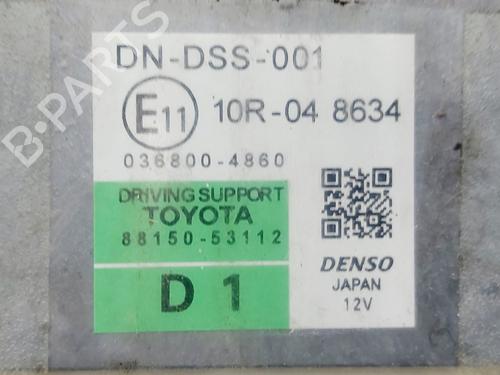 DN-DSS-001
E11 10R-04 8634
036800-4860
DRIVING SUPPORT
TOYOTA
88150-53112
D 1
DENSO
JAPAN
12V
B-PARTS